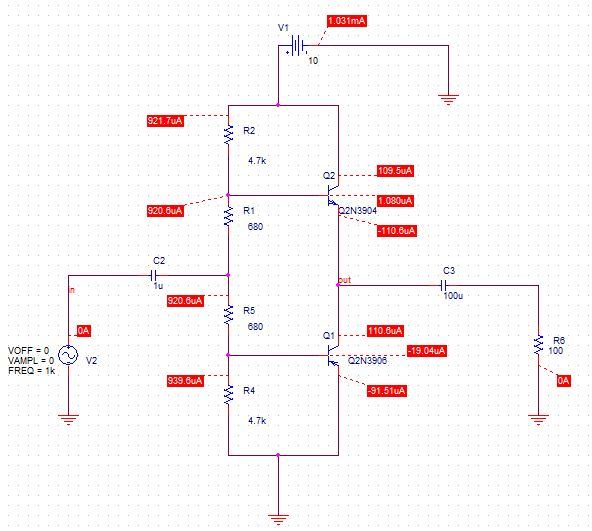 1.031mA
V1
10
921.7uA
R2
4.7k
Q2
109.5uA
920.6uA
1.080uA
R1
680
Q2N3904
-110.6uA
C2
1u
in
920.6uA
R5
680
out
C3
100u
0A
VOFF = 0
VAMPL = 0
FREQ = 1k
V2
Q1
110.6uA
-19.04uA
Q2N3906
939.6uA
R4
4.7k
-91.51uA
R6
100
0A